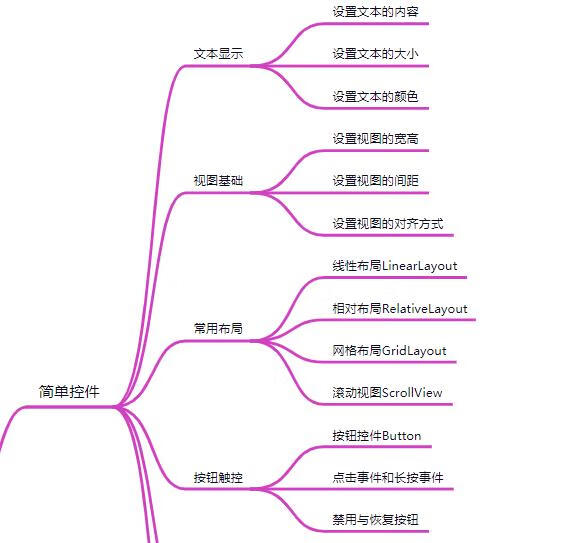 设置文本的内容
文本显示
设置文本的大小
设置文本的颜色
设置视图的宽高
视图基础
设置视图的间距
设置视图的对齐方式
线性布局LinearLayout
相对布局RelativeLayout
常用布局
网格布局GridLayout
滚动视图ScrollView
简单控件
按钮控件Button
按钮触控
点击事件和长按事件
禁用与恢复按钮